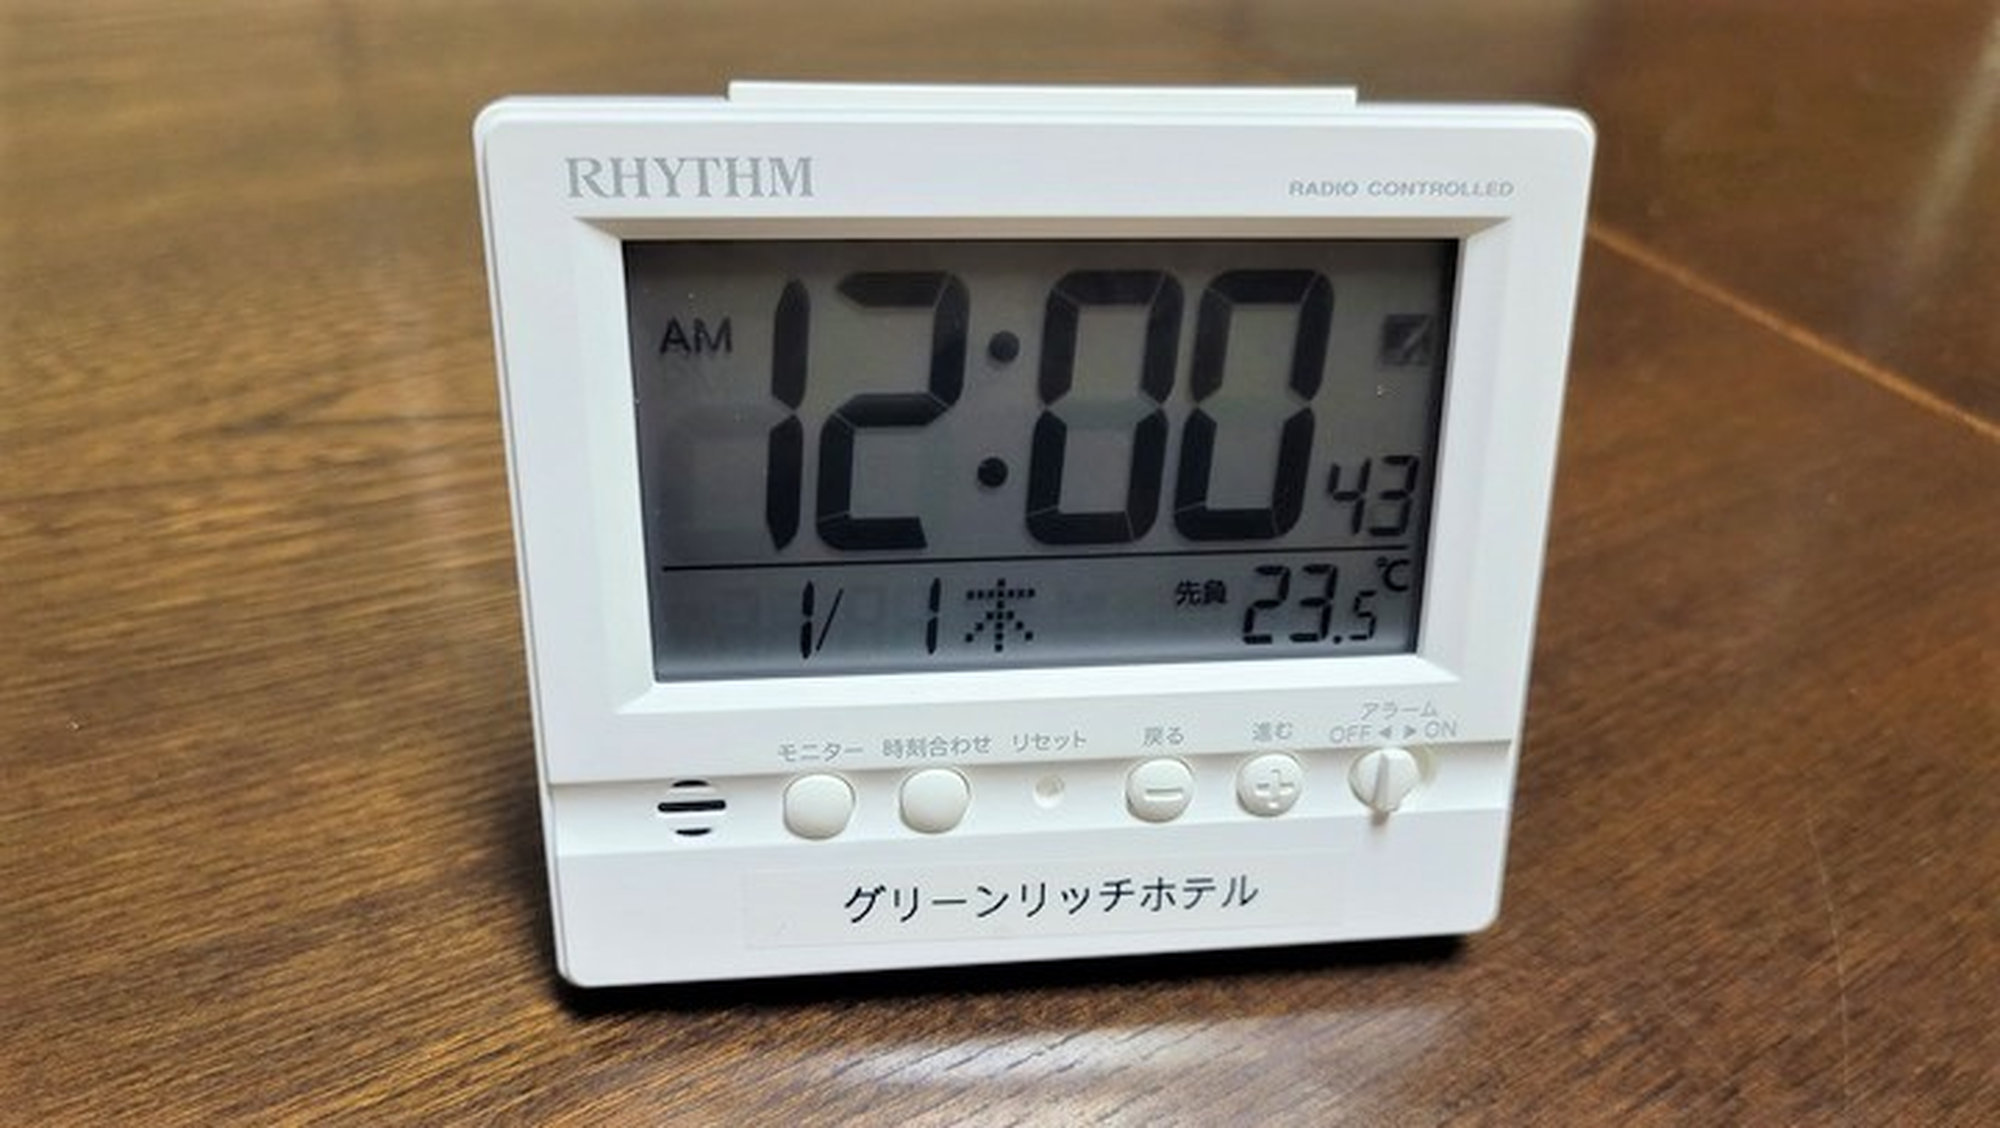 RHYTHM
RADIO CONTROLLED
AM 12:00 43
1/ 1 木 先負 23.5℃
モニター 時刻合わせ リセット 戻る 進む アラーム
OFF◀ ▶ON
グリーンリッチホテル